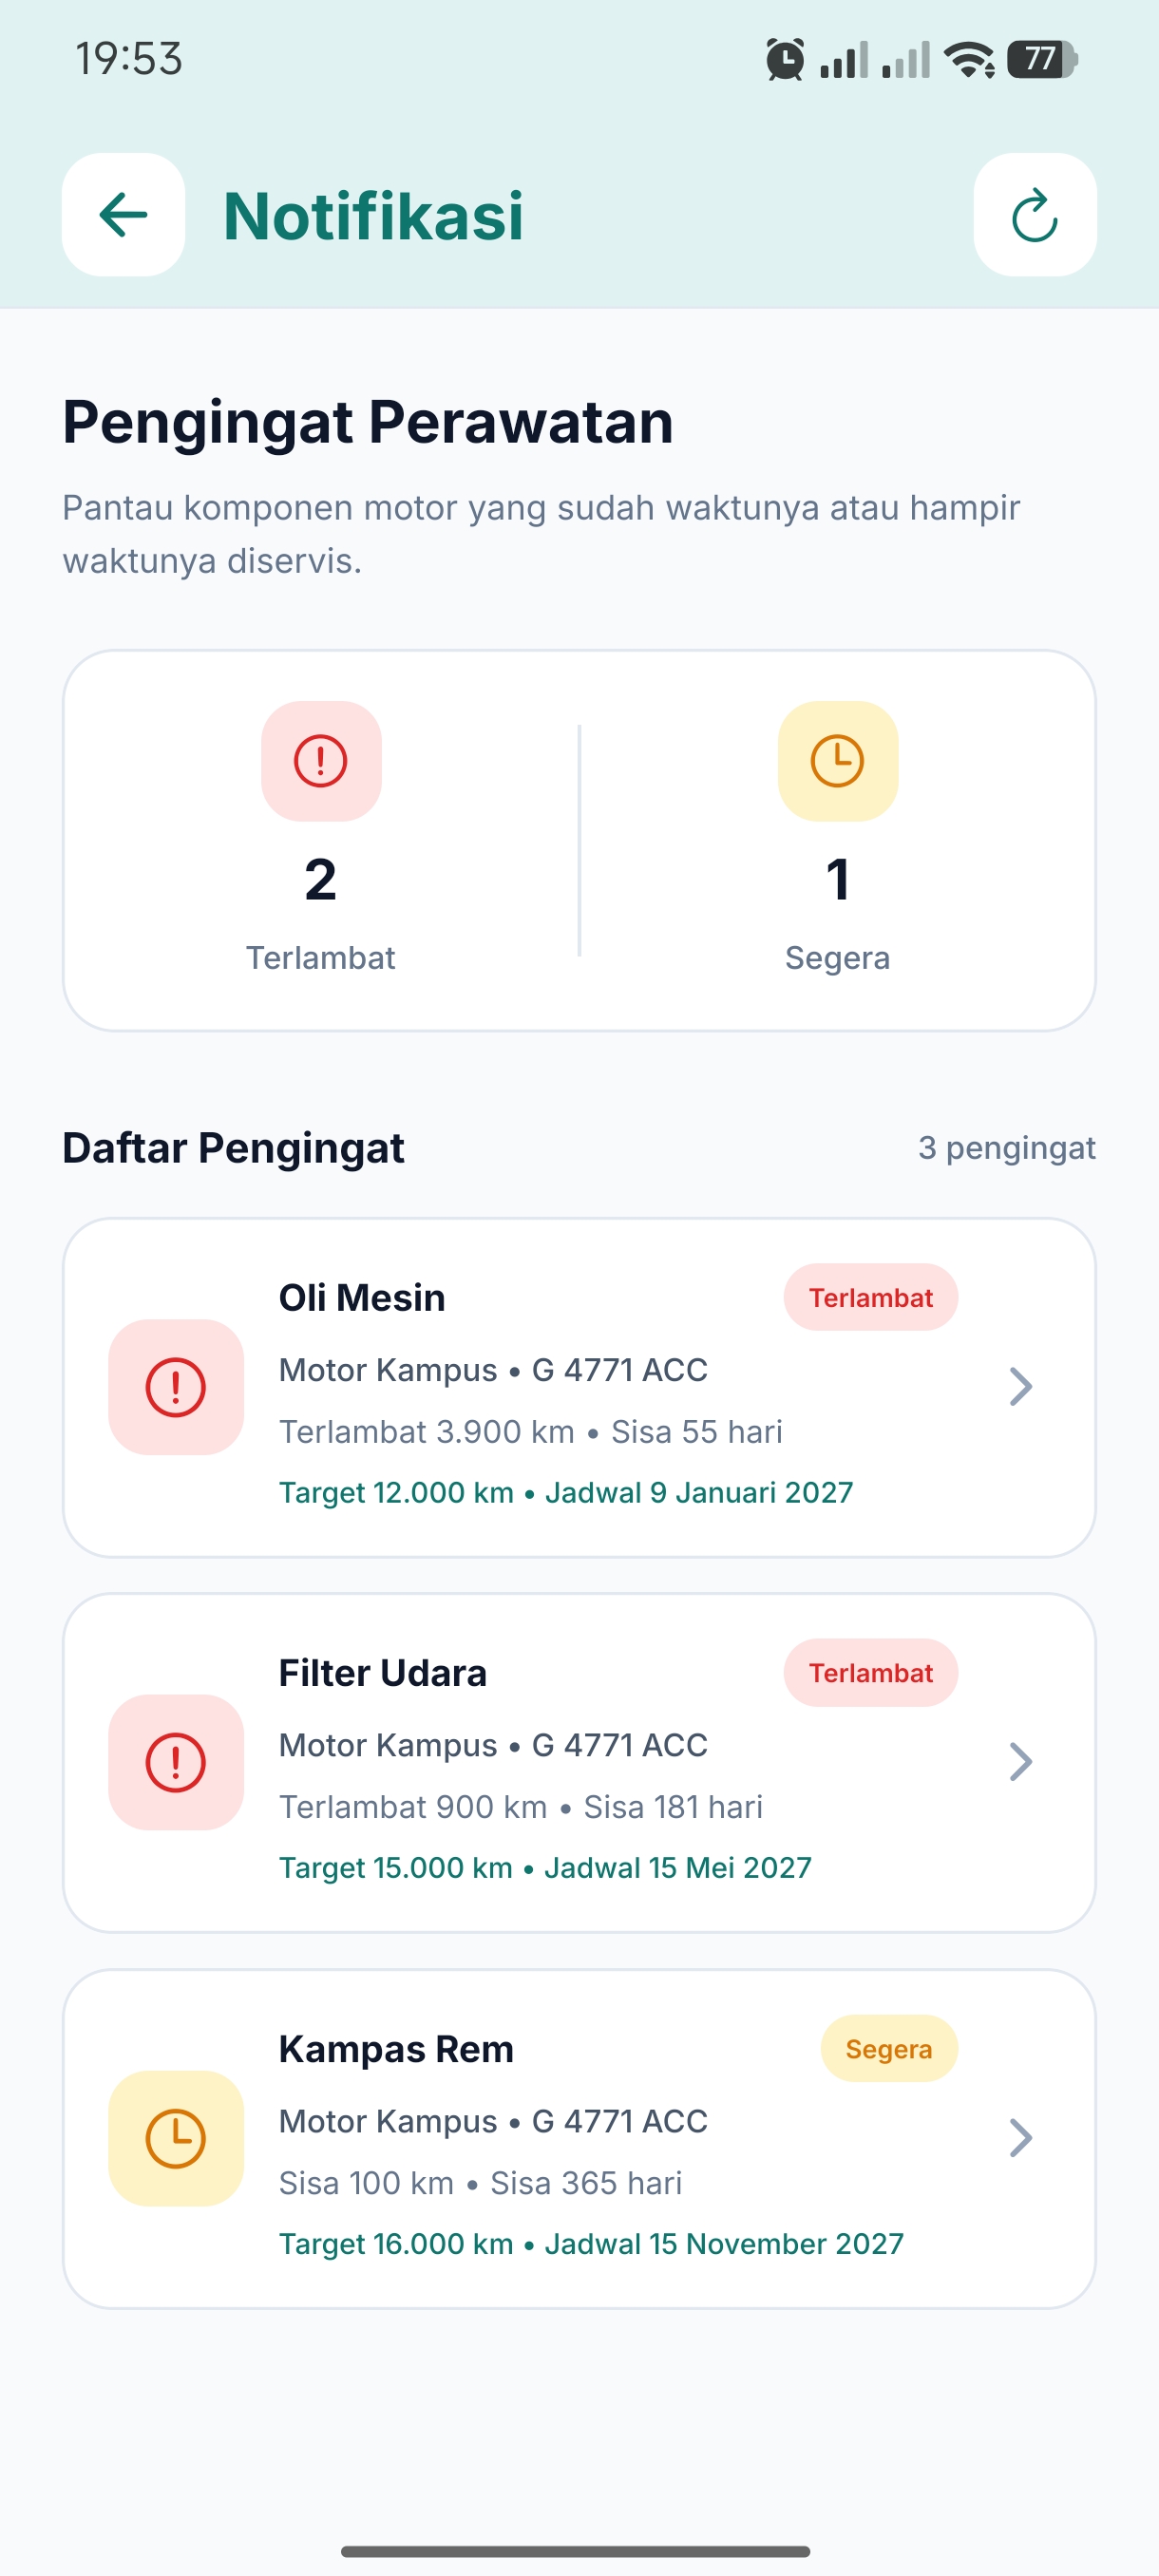 19:53
77
Notifikasi
Pengingat Perawatan
Pantau komponen motor yang sudah waktunya atau hampir
waktunya diservis.
2
Terlambat
1
Segera
Daftar Pengingat
3 pengingat
Oli Mesin
Terlambat
Motor Kampus • G 4771 ACC
Terlambat 3.900 km • Sisa 55 hari
Target 12.000 km • Jadwal 9 Januari 2027
Filter Udara
Terlambat
Motor Kampus • G 4771 ACC
Terlambat 900 km • Sisa 181 hari
Target 15.000 km • Jadwal 15 Mei 2027
Kampas Rem
Segera
Motor Kampus • G 4771 ACC
Sisa 100 km • Sisa 365 hari
Target 16.000 km • Jadwal 15 November 2027